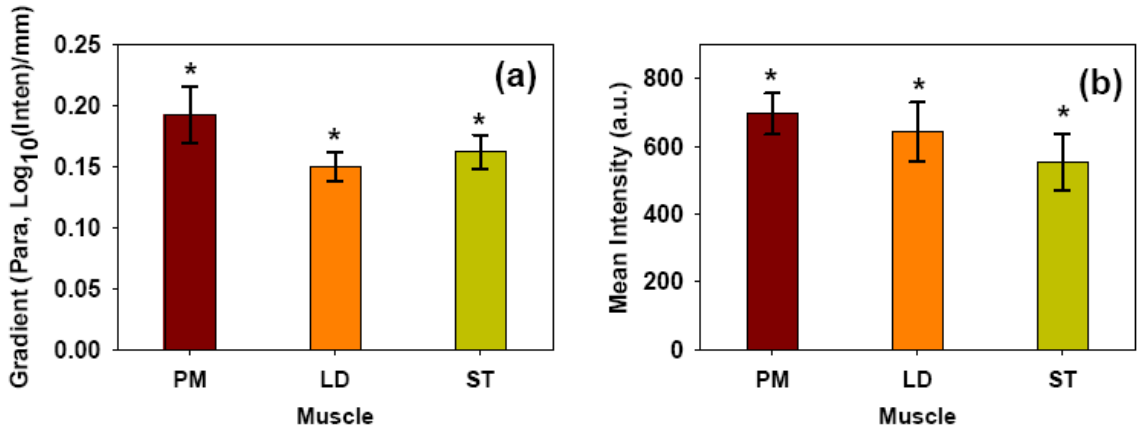 (a)
Gradient (Para, Log10(Inten)/mm)
0.25
0.20
0.15
0.10
0.05
0.00
*
*
*
PM LD ST
Muscle
(b)
Mean Intensity (a.u.)
800
600
400
200
0
*
*
*
PM LD ST
Muscle